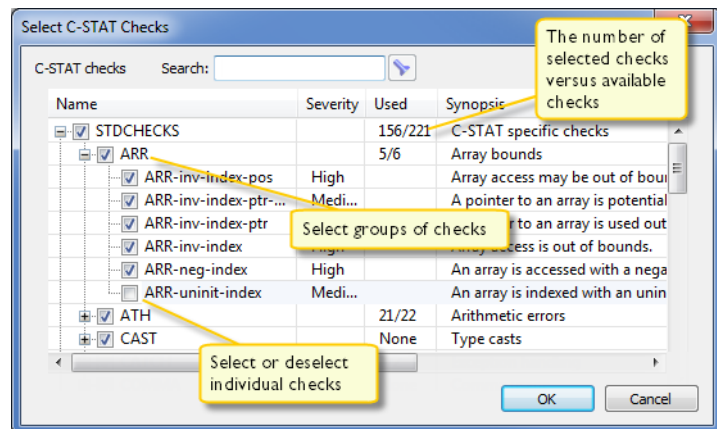 Select C-STAT Checks
The number of
selected checks
versus available
checks
C-STAT checks Search:
Name Severity Used Synopsis
STDCHECKS 156/221 C-STAT specific checks
ARR 5/6 Array bounds
ARR-inv-index-pos High Array access may be out of bour
ARR-inv-index-ptr-... Medi... A pointer to an array is potential
ARR-inv-index-ptr to an array is used out
Select groups of checks
ARR-inv-index access is out of bounds.
ARR-neg-index High An array is accessed with a nega
ARR-uninit-index Medi... An array is indexed with an unin
ATH 21/22 Arithmetic errors
CAST None Type casts
Select or deselect
individual checks
OK Cancel